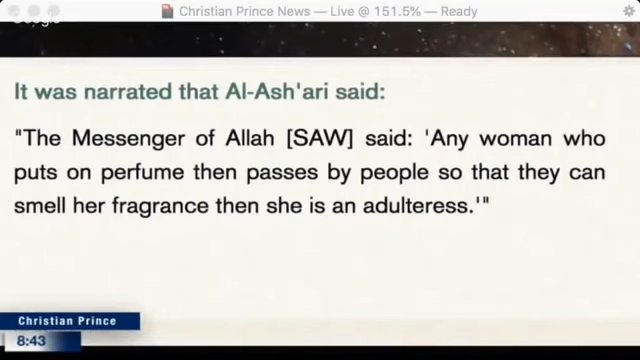 Christian Prince News — Live @ 151.5% — Ready
Google
It was narrated that Al-Ash'ari said:
"The Messenger of Allah [SAW] said: 'Any woman who
puts on perfume then passes by people so that they can
smell her fragrance then she is an adulteress.'"
Christian Prince
8:43